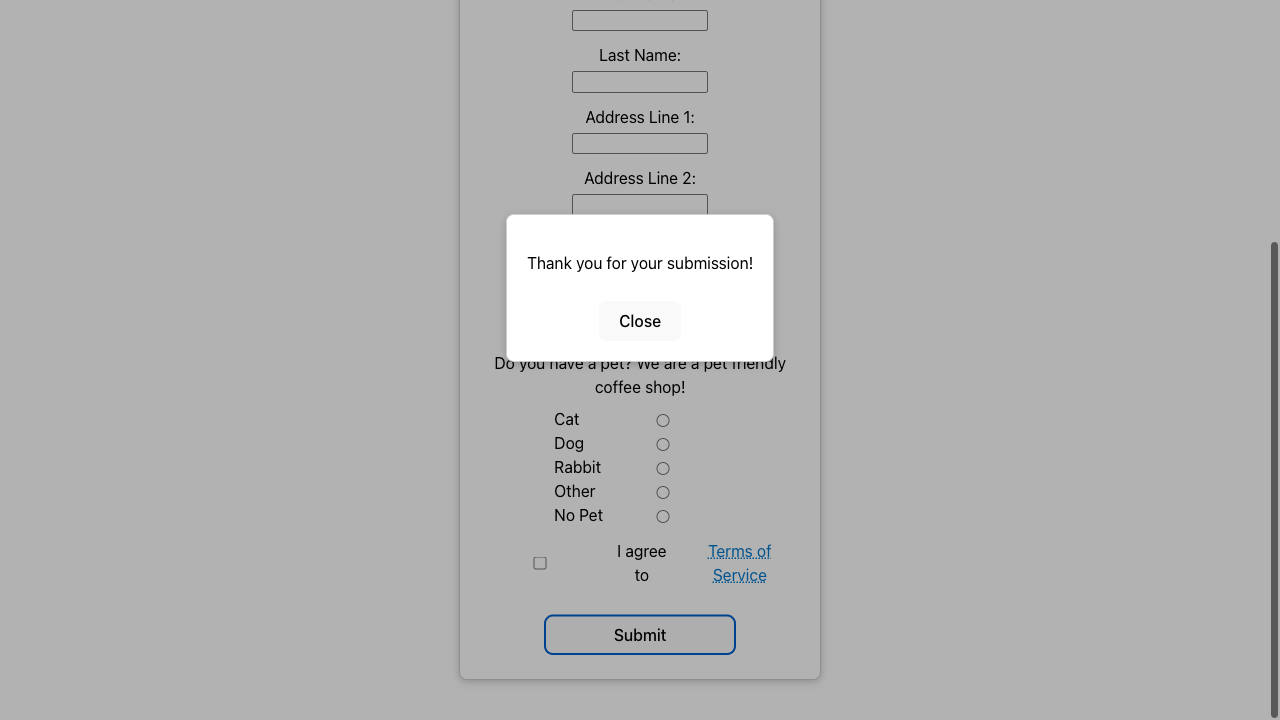 Last Name:
Address Line 1:
Address Line 2:
Thank you for your submission!
Close
Do you have a pet? We are a pet friendly
coffee shop!
Cat
Dog
Rabbit
Other
No Pet
I agree
to
Terms of
Service
Submit